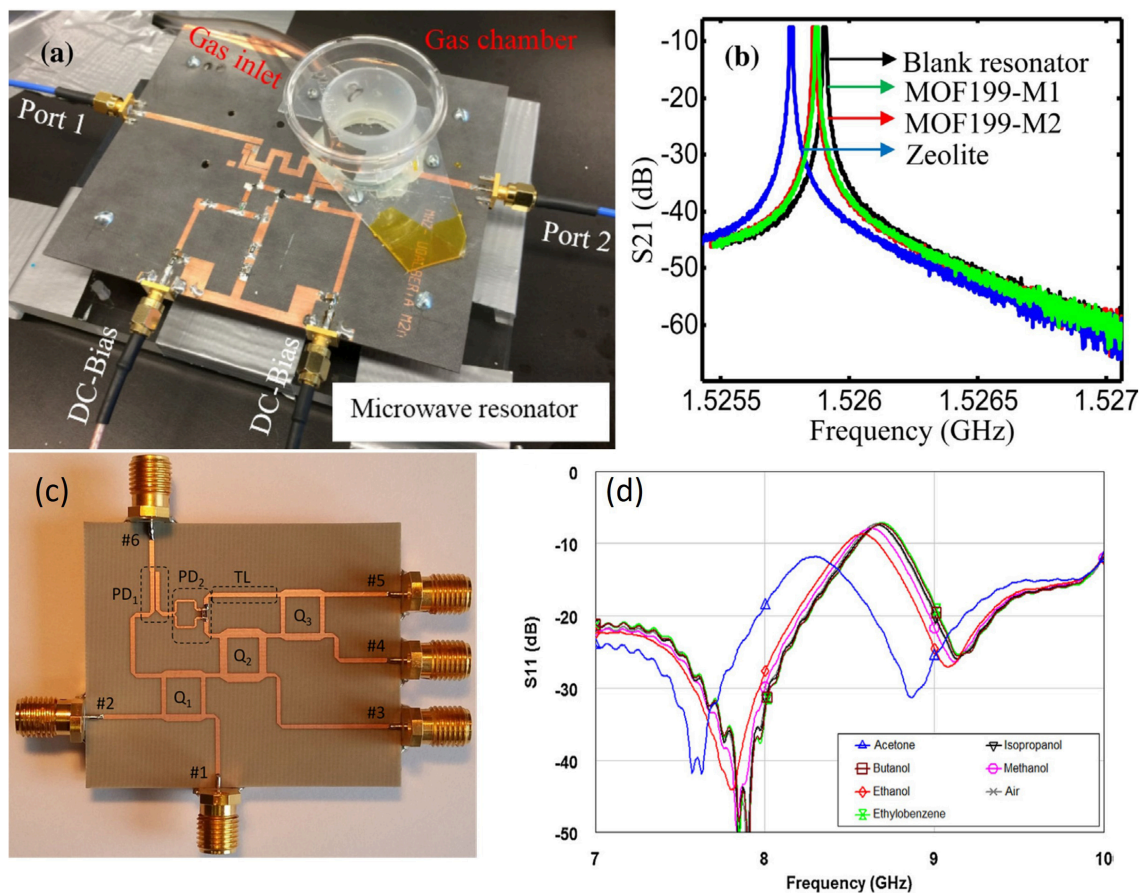 (a)
Gas inlet
Gas chamber
Port 1
Port 2
DC-Bias
DC-Bias
Microwave resonator
(b)
Blank resonator
MOF199-M1
MOF199-M2
Zeolite
-10
-20
-30
-40
-50
-60
S21 (dB)
1.5255 1.526 1.5265 1.527
Frequency (GHz)
(c)
#6
PD1
PD2
TL
#5
Q3
#4
Q2
#2
Q1
#3
#1
(d)
0
-10
-20
-30
-40
-50
S11 (dB)
Acetone
Butanol
Ethanol
Ethylobenzene
Isopropanol
Methanol
Air
7 8 9 10
Frequency (GHz)